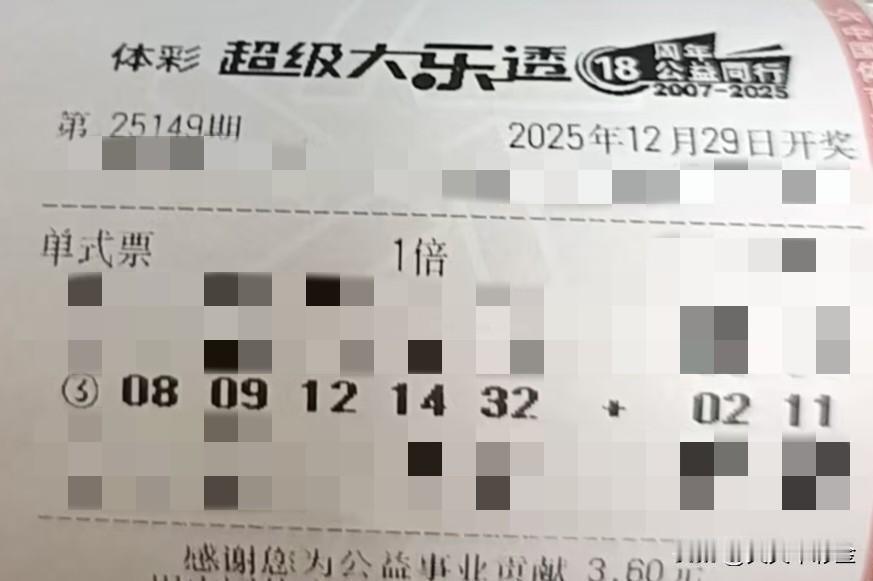 体彩 超级大乐透 18 周年 公益同行 2007-2025
第 25149期 2025年12月29日开奖
单式票 1倍
③ 08 09 12 14 32 + 02 11
感谢您为公益事业贡献 3.60元